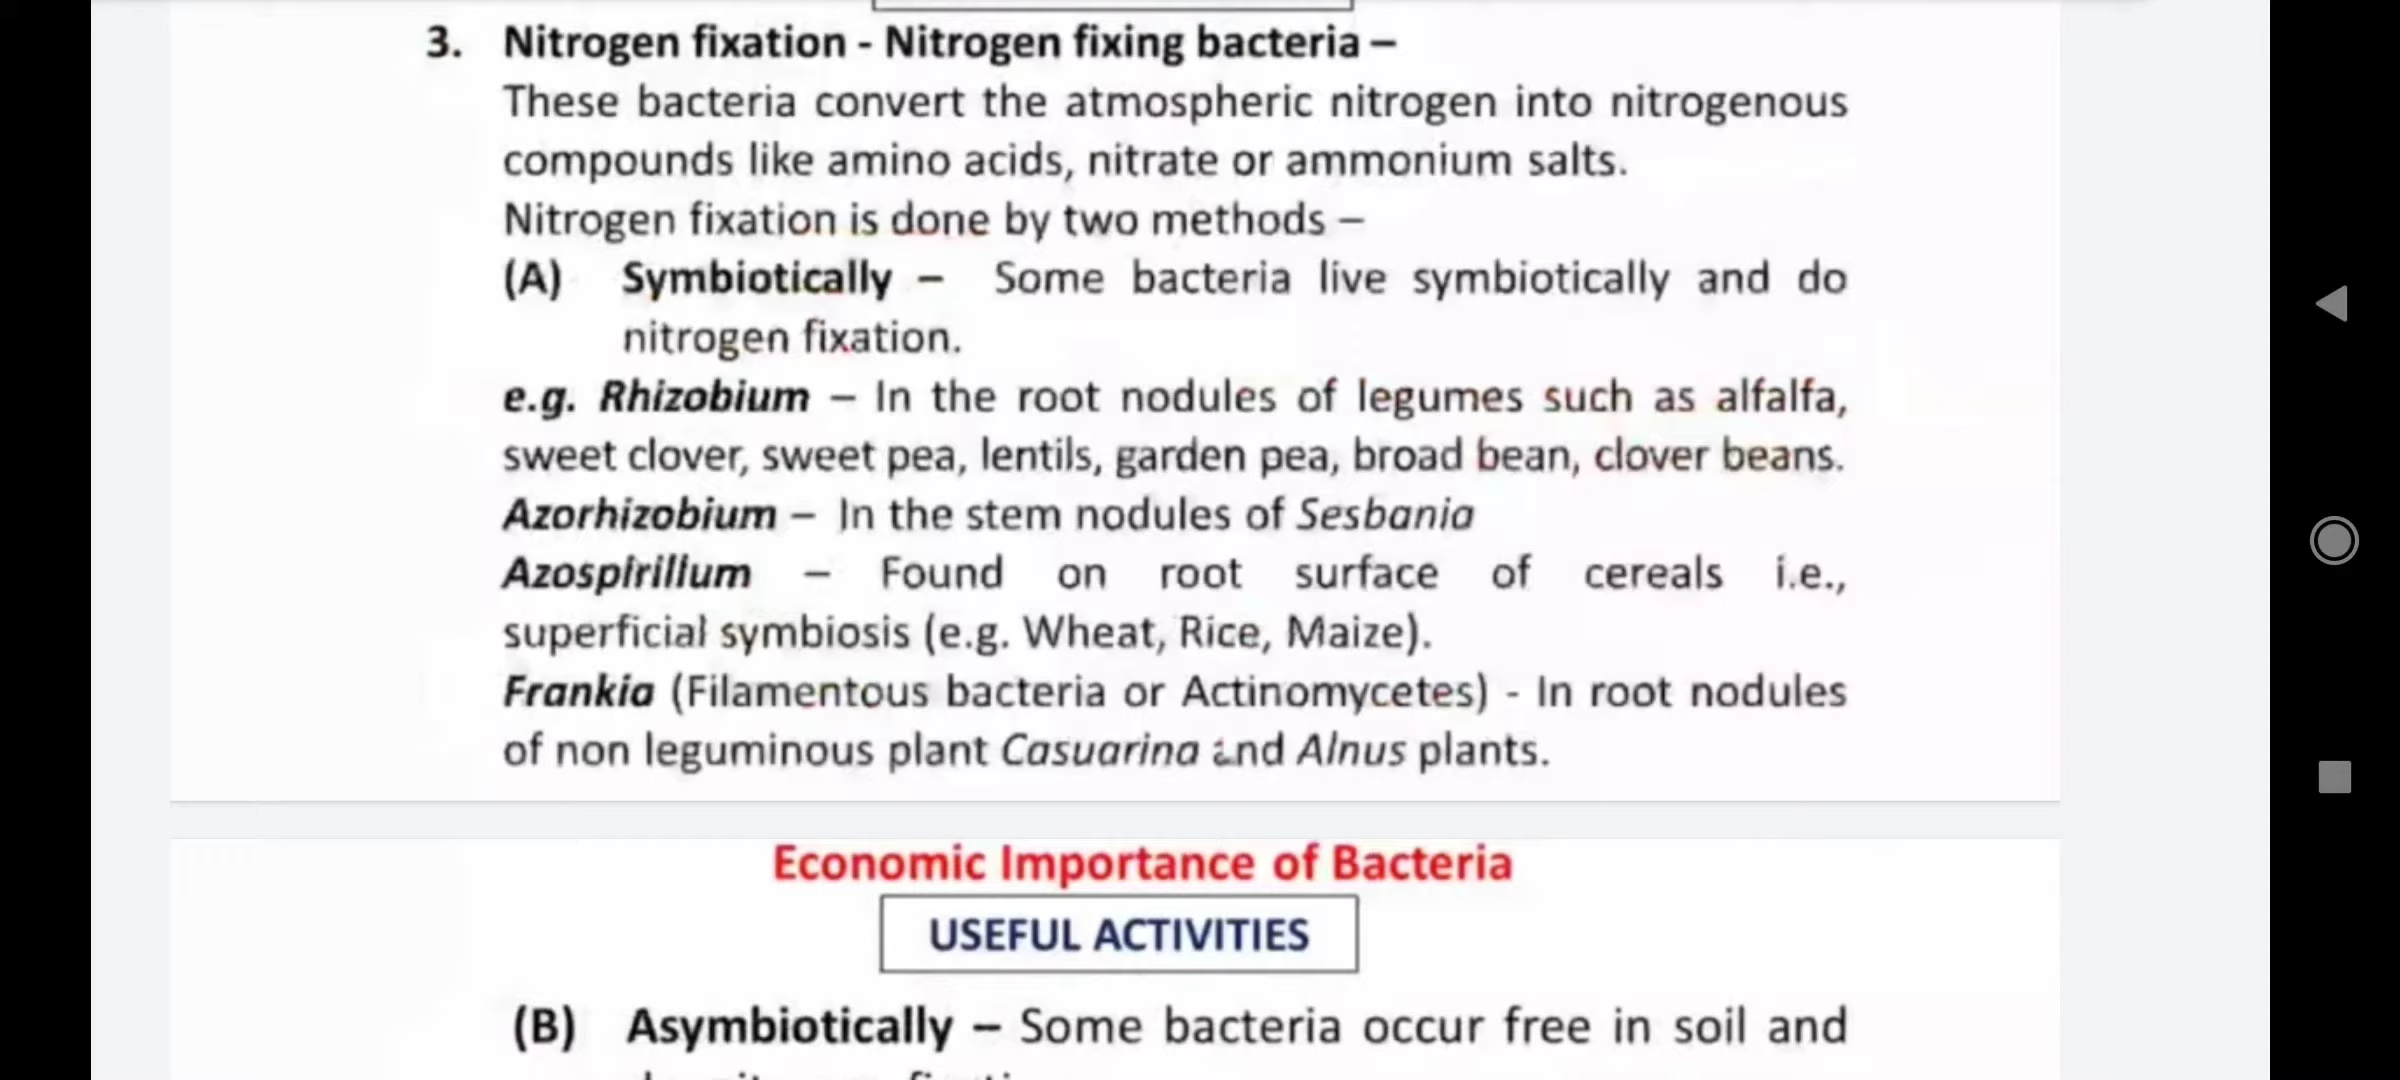 3. Nitrogen fixation - Nitrogen fixing bacteria –
These bacteria convert the atmospheric nitrogen into nitrogenous
compounds like amino acids, nitrate or ammonium salts.
Nitrogen fixation is done by two methods –
(A) Symbiotically – Some bacteria live symbiotically and do
nitrogen fixation.
e.g. Rhizobium – In the root nodules of legumes such as alfalfa,
sweet clover, sweet pea, lentils, garden pea, broad bean, clover beans.
Azorhizobium – In the stem nodules of Sesbania
Azospirillum – Found on root surface of cereals i.e.,
superficial symbiosis (e.g. Wheat, Rice, Maize).
Frankia (Filamentous bacteria or Actinomycetes) - In root nodules
of non leguminous plant Casuarina and Alnus plants.
Economic Importance of Bacteria
USEFUL ACTIVITIES
(B) Asymbiotically – Some bacteria occur free in soil and